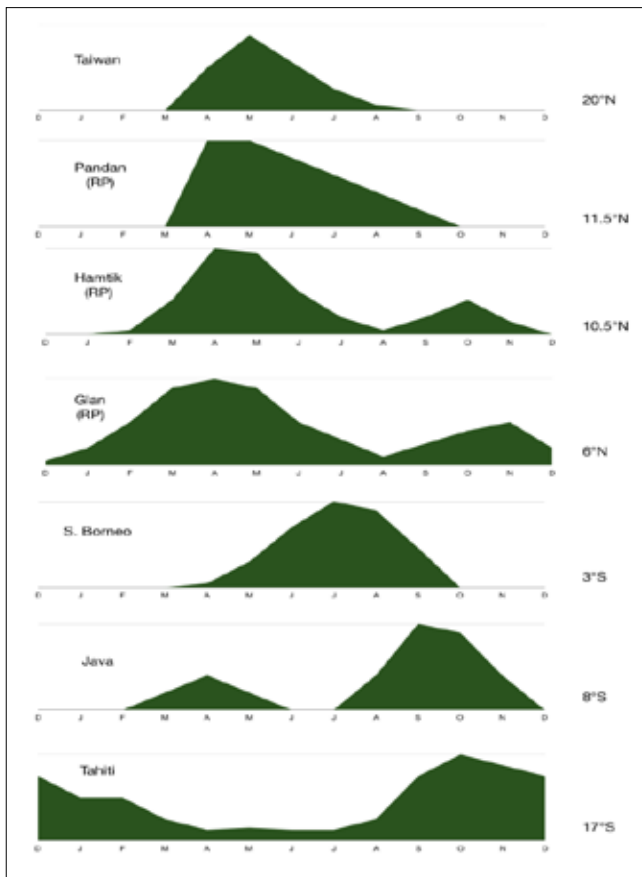 Taiwan
20°N
D J F M A M J J A S O N D
Pandan
(RP)
11.5°N
D J F M A M J J A S O N D
Hamtik
(RP)
10.5°N
D J F M A M J J A S O N D
Glan
(RP)
6°N
D J F M A M J J A S O N D
S. Borneo
3°S
D J F M A M J J A S O N D
Java
8°S
D J F M A M J J A S O N D
Tahiti
17°S
D J F M A M J J A S O N D